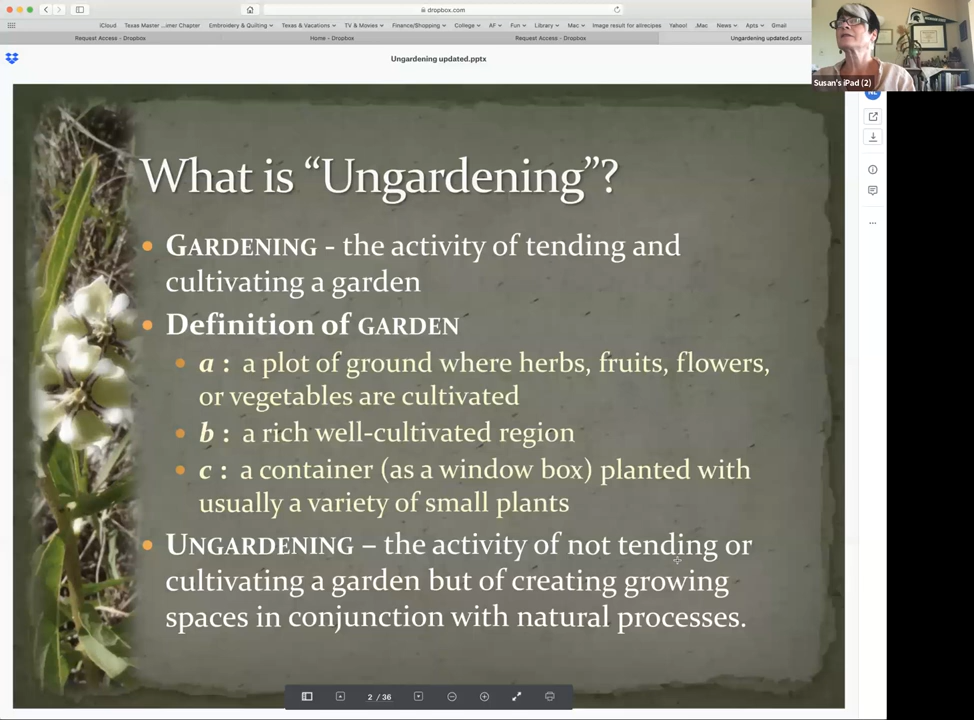 dropbox.com
iCloud Texas Master ...imer Chapter Embroidery & Quilting Texas & Vacations TV & Movies Finance/Shopping College AF Fun Library Mac Image result for allrecipes Yahoo! .Mac News Apts Gmail
Request Access - Dropbox Home - Dropbox Request Access - Dropbox Ungardening updated.pptx
Ungardening updated.pptx
Susan's iPad (2)
What is “Ungardening”?
GARDENING - the activity of tending and
cultivating a garden
Definition of GARDEN
a : a plot of ground where herbs, fruits, flowers,
or vegetables are cultivated
b : a rich well-cultivated region
c : a container (as a window box) planted with
usually a variety of small plants
UNGARDENING – the activity of not tending or
cultivating a garden but of creating growing
spaces in conjunction with natural processes.
2 / 36